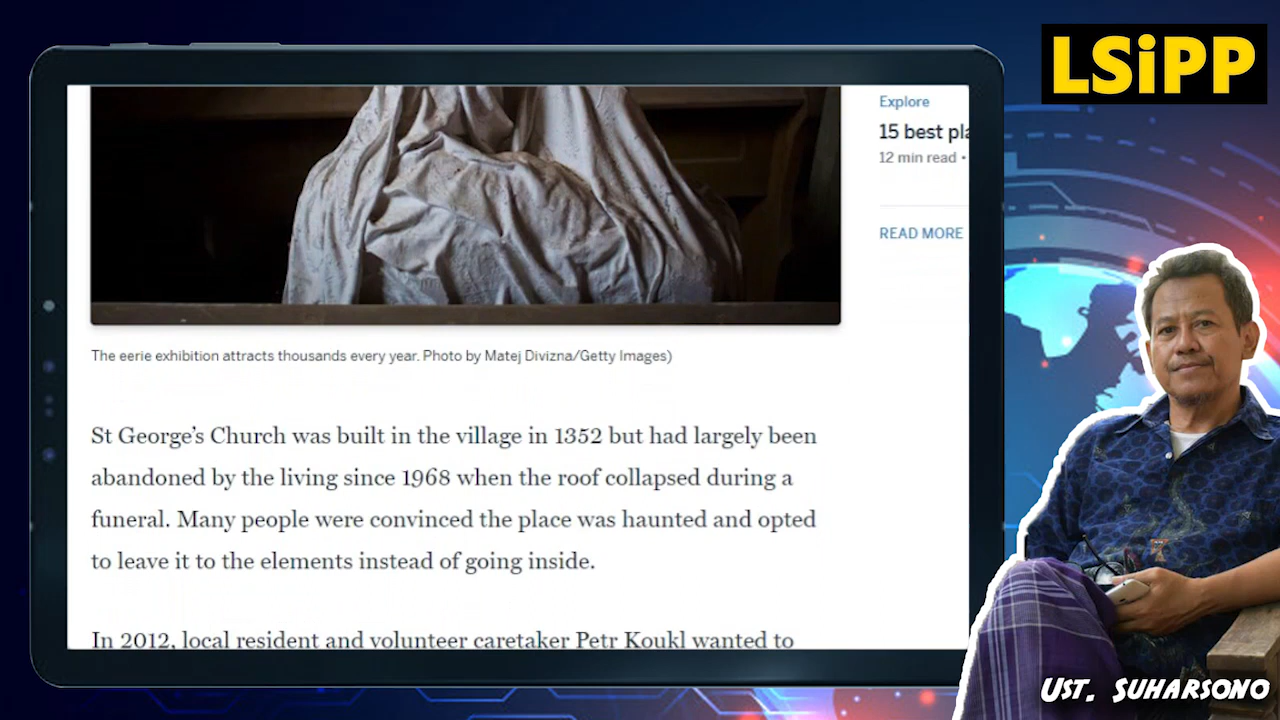 LSiPP
Explore
15 best pla
12 min read •
READ MORE
The eerie exhibition attracts thousands every year. Photo by Matej Divizna/Getty Images)
St George’s Church was built in the village in 1352 but had largely been
abandoned by the living since 1968 when the roof collapsed during a
funeral. Many people were convinced the place was haunted and opted
to leave it to the elements instead of going inside.
In 2012, local resident and volunteer caretaker Petr Koukl wanted to
UST. SUHARSONO